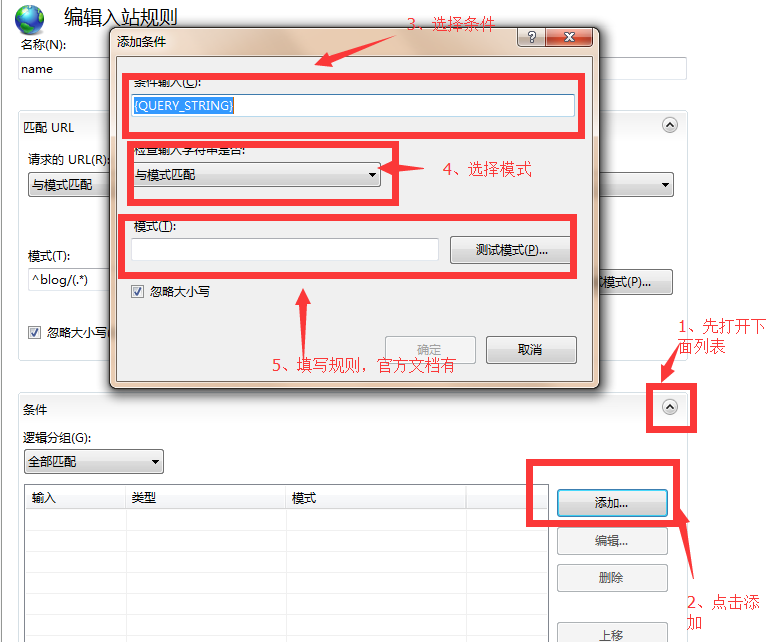 编辑入站规则
3、选择条件
名称(N):
添加条件
name
条件输入(C):
{QUERY_STRING}
匹配 URL
检查输入字符串是否:
请求的 URL(R):
与模式匹配
4、选择模式
与模式匹配
模式(T):
测试模式(P)...
模式(T):
^blog/(.*)
模式(P)...
忽略大小写
忽略大小写
1、先打开下
面列表
确定
取消
5、填写规则，官方文档有
条件
逻辑分组(G):
全部匹配
输入
类型
模式
添加...
编辑...
删除
2、点击添
加
上移